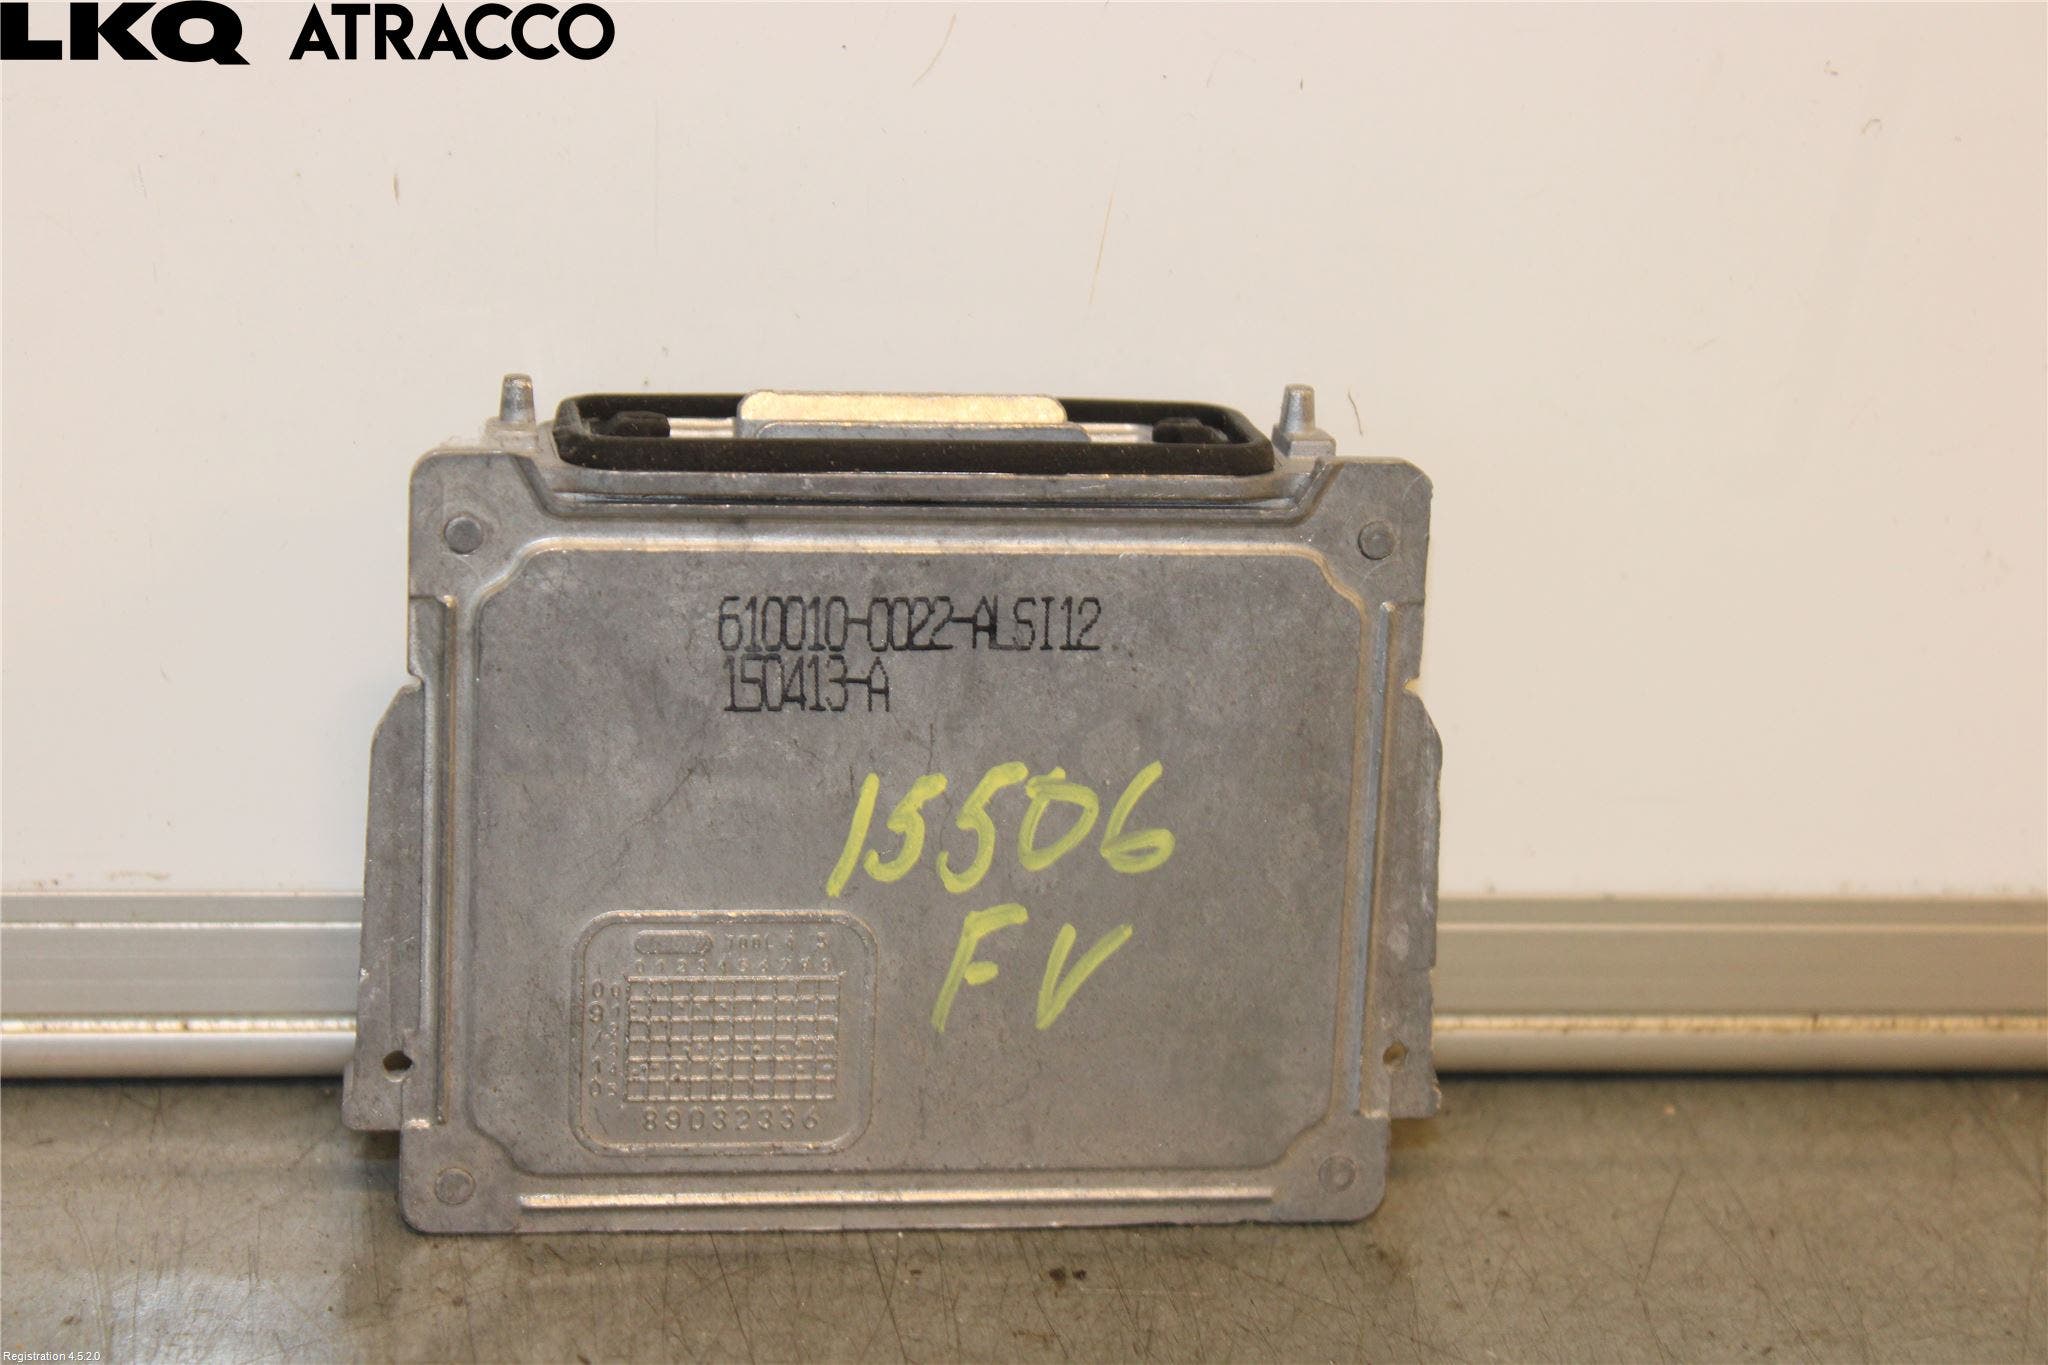 LKQ ATRACCO
610010-0022-ALSI12
150413-A
15506
FV
89032336
Registration 4.5.2.0